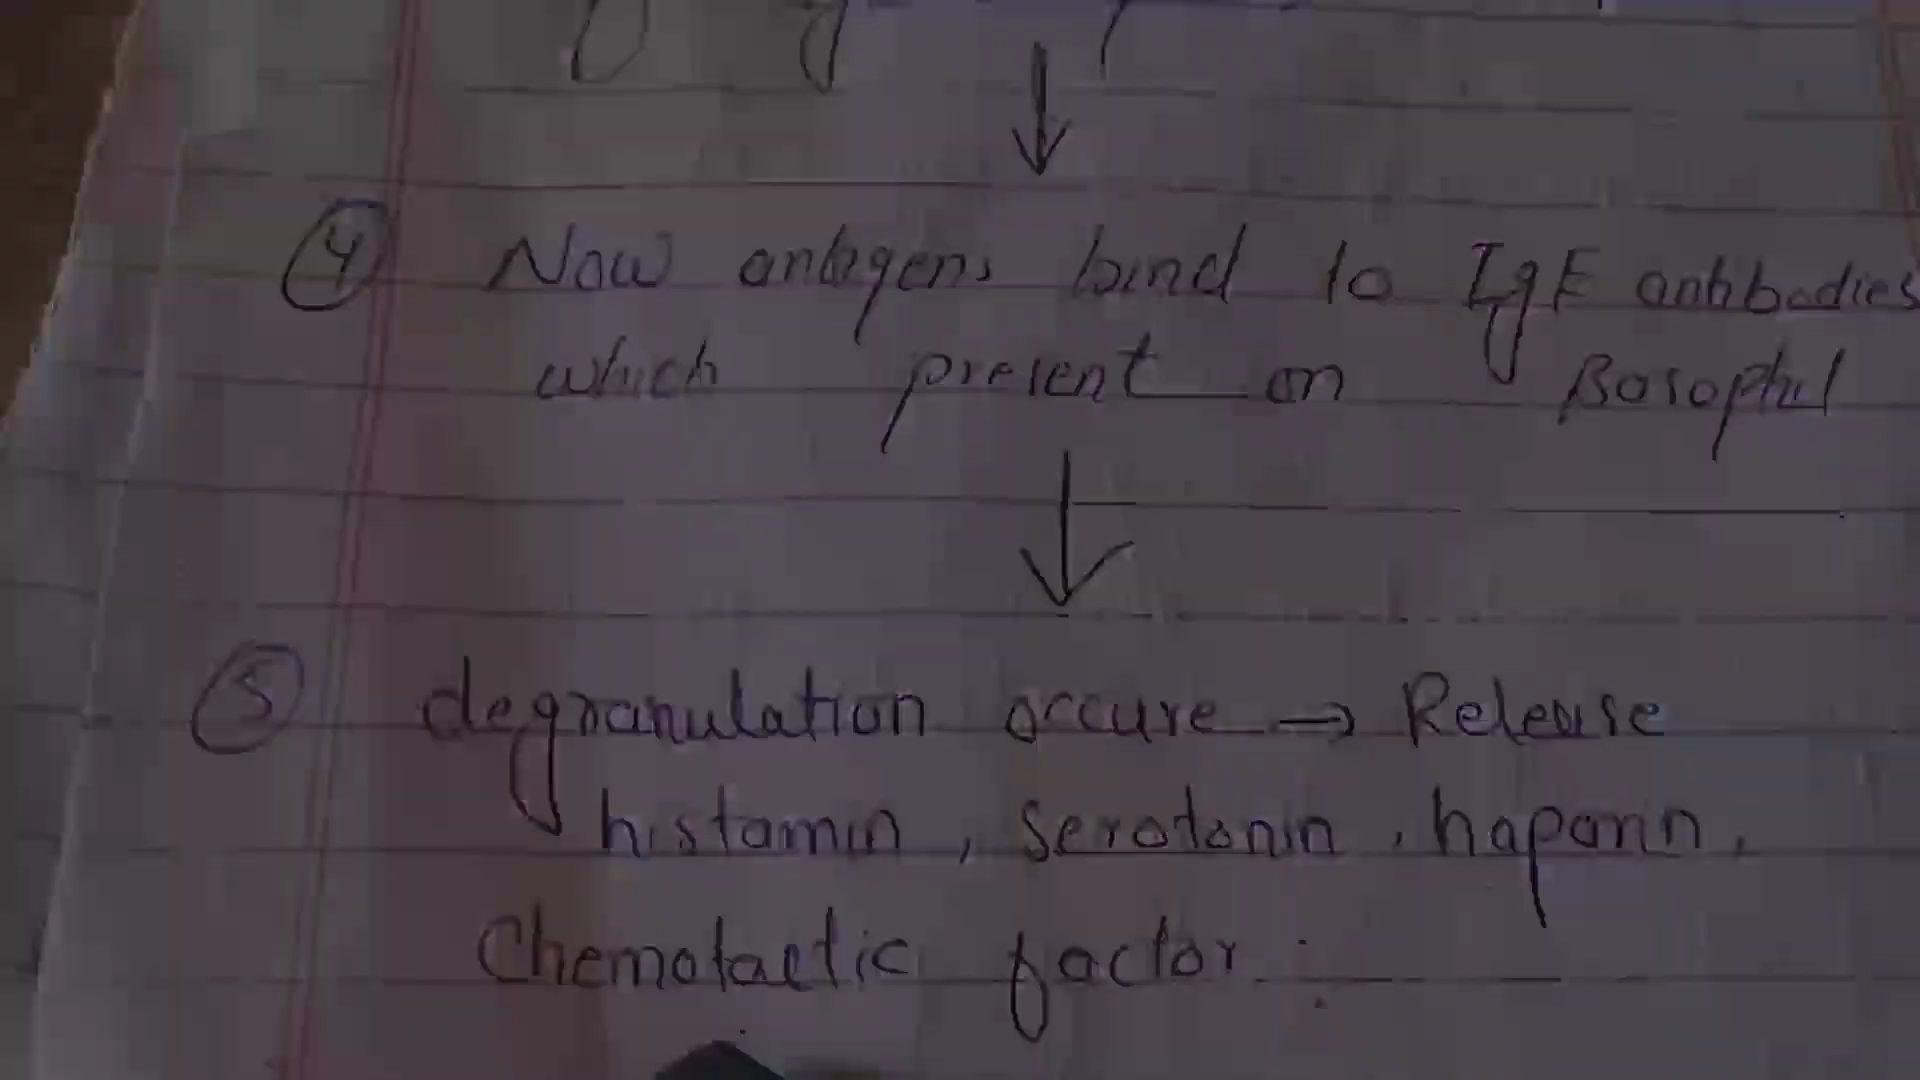 ④ Now antigens bind to IgE antibodies
which present on Basophil
⑤ degranulation occure → Release
histamin, serotonin, haparin,
Chemotactic factor.